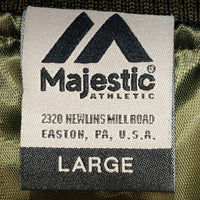 Majestic®
ATHLETIC
2320 NEWLINS MILL ROAD
EASTON, PA, U.S.A.
LARGE